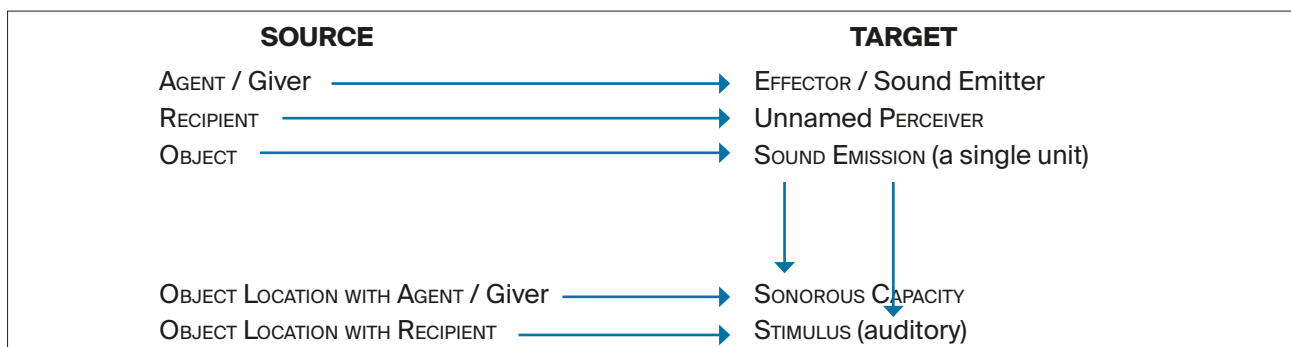 SOURCE TARGET
AGENT / Giver EFFECTOR / Sound Emitter
RECIPIENT Unnamed PERCEIVER
OBJECT SOUND EMISSION (a single unit)
OBJECT LOCATION WITH AGENT / Giver SONOROUS CAPACITY
OBJECT LOCATION WITH RECIPIENT STIMULUS (auditory)